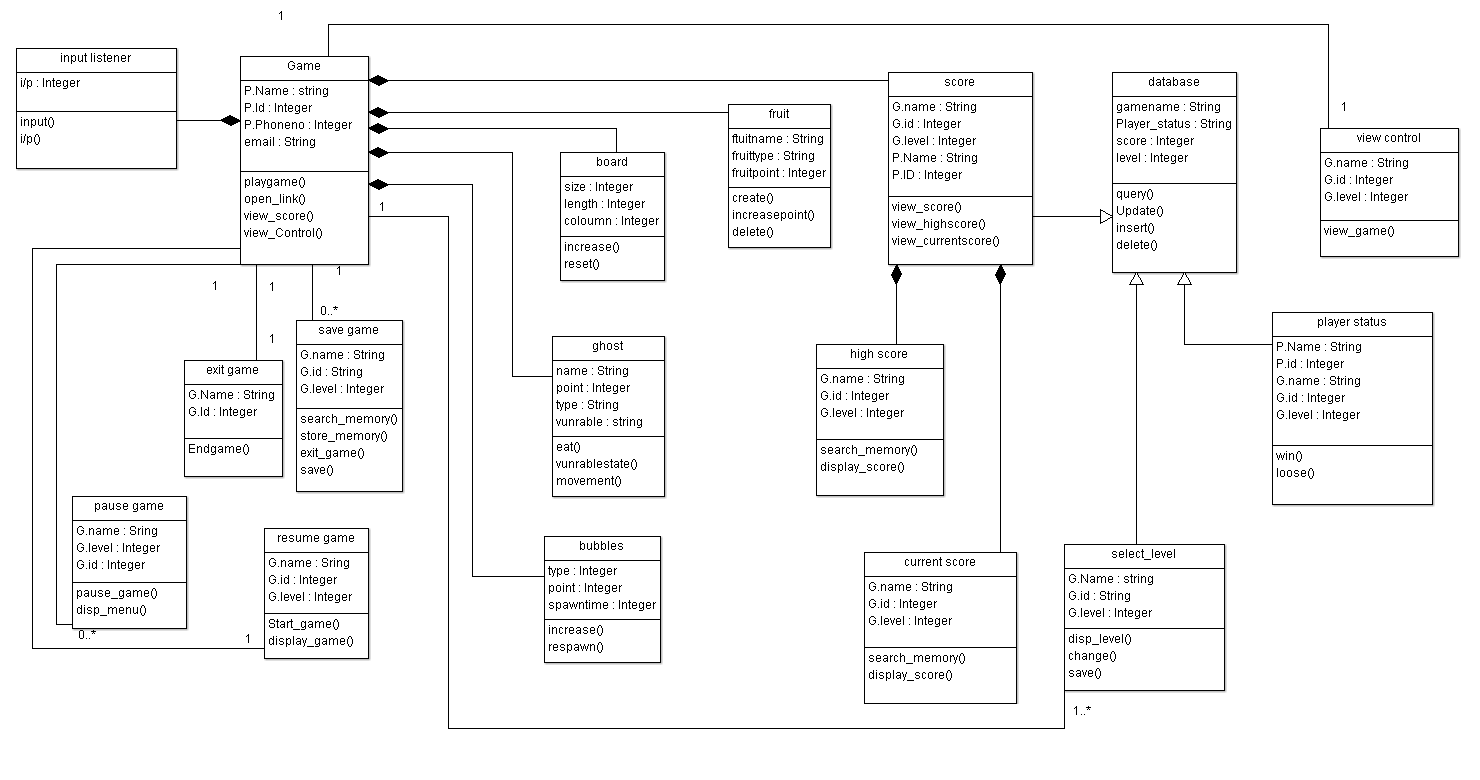 1
input listener
i/p : Integer
input()
i/p()
Game
P.Name : string
P.Id : Integer
P.Phoneno : Integer
email : String
playgame()
open_link()
view_score()
view_Control()
fruit
ftuitname : String
fruittype : String
fruitpoint : Integer
create()
increasepoint()
delete()
board
size : Integer
length : Integer
coloumn : Integer
increase()
reset()
score
G.name : String
G.id : Integer
G.level : Integer
P.Name : String
P.ID : Integer
view_score()
view_highscore()
view_currentscore()
database
gamename : String
Player_status : String
score : Integer
level : Integer
query()
Update()
insert()
delete()
1
view control
G.name : String
G.id : Integer
G.level : Integer
view_game()
1
1
1
1
0..*
1
save game
G.name : String
G.id : String
G.level : Integer
search_memory()
store_memory()
exit_game()
save()
exit game
G.Name : String
G.Id : Integer
Endgame()
ghost
name : String
point : Integer
type : String
vunrable : string
eat()
vunrablestate()
movement()
high score
G.name : String
G.id : Integer
G.level : Integer
search_memory()
display_score()
player status
P.Name : String
P.id : Integer
G.name : String
G.id : Integer
G.level : Integer
win()
loose()
pause game
G.name : Sring
G.level : Integer
G.id : Integer
pause_game()
disp_menu()
0..*
1
resume game
G.name : Sring
G.id : Integer
G.level : Integer
Start_game()
display_game()
bubbles
type : Integer
point : Integer
spawntime : Integer
increase()
respawn()
current score
G.name : String
G.id : Integer
G.level : Integer
search_memory()
display_score()
select_level
G.Name : string
G.id : String
G.level : Integer
disp_level()
change()
save()
1..*